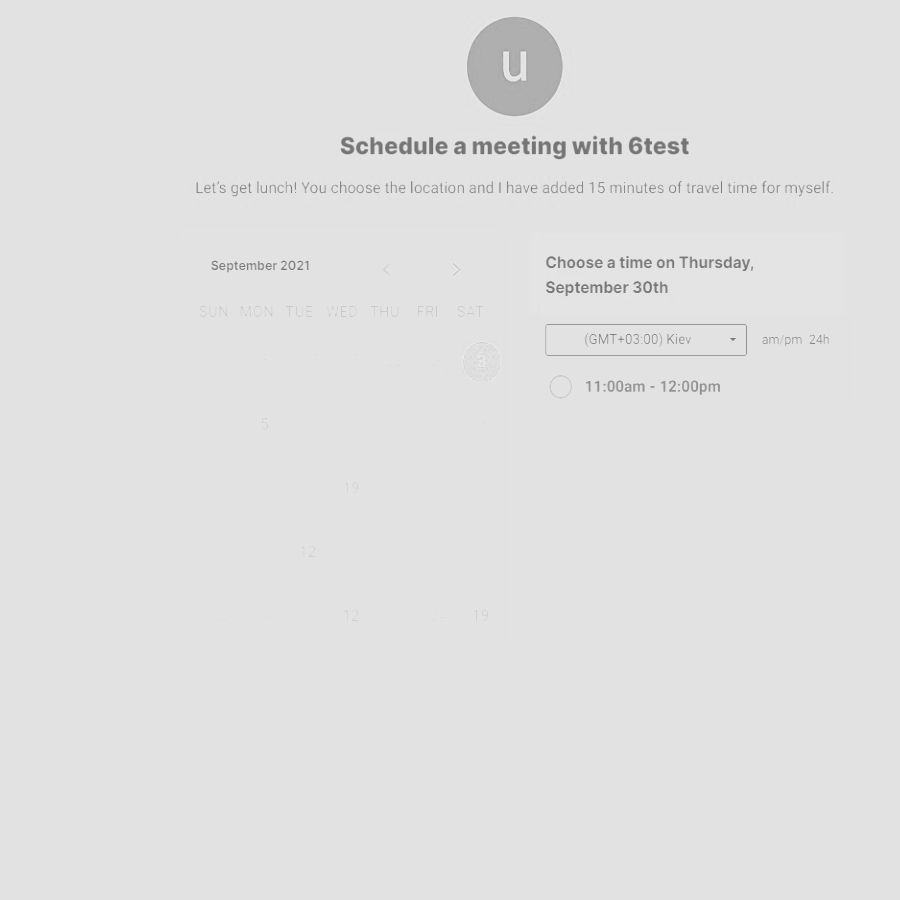 u
Schedule a meeting with 6test
Let's get lunch! You choose the location and I have added 15 minutes of travel time for myself.
September 2021
SUN MON TUE WED THU FRI SAT
5
19
12
12 19
Choose a time on Thursday,
September 30th
(GMT+03:00) Kiev am/pm 24h
11:00am - 12:00pm